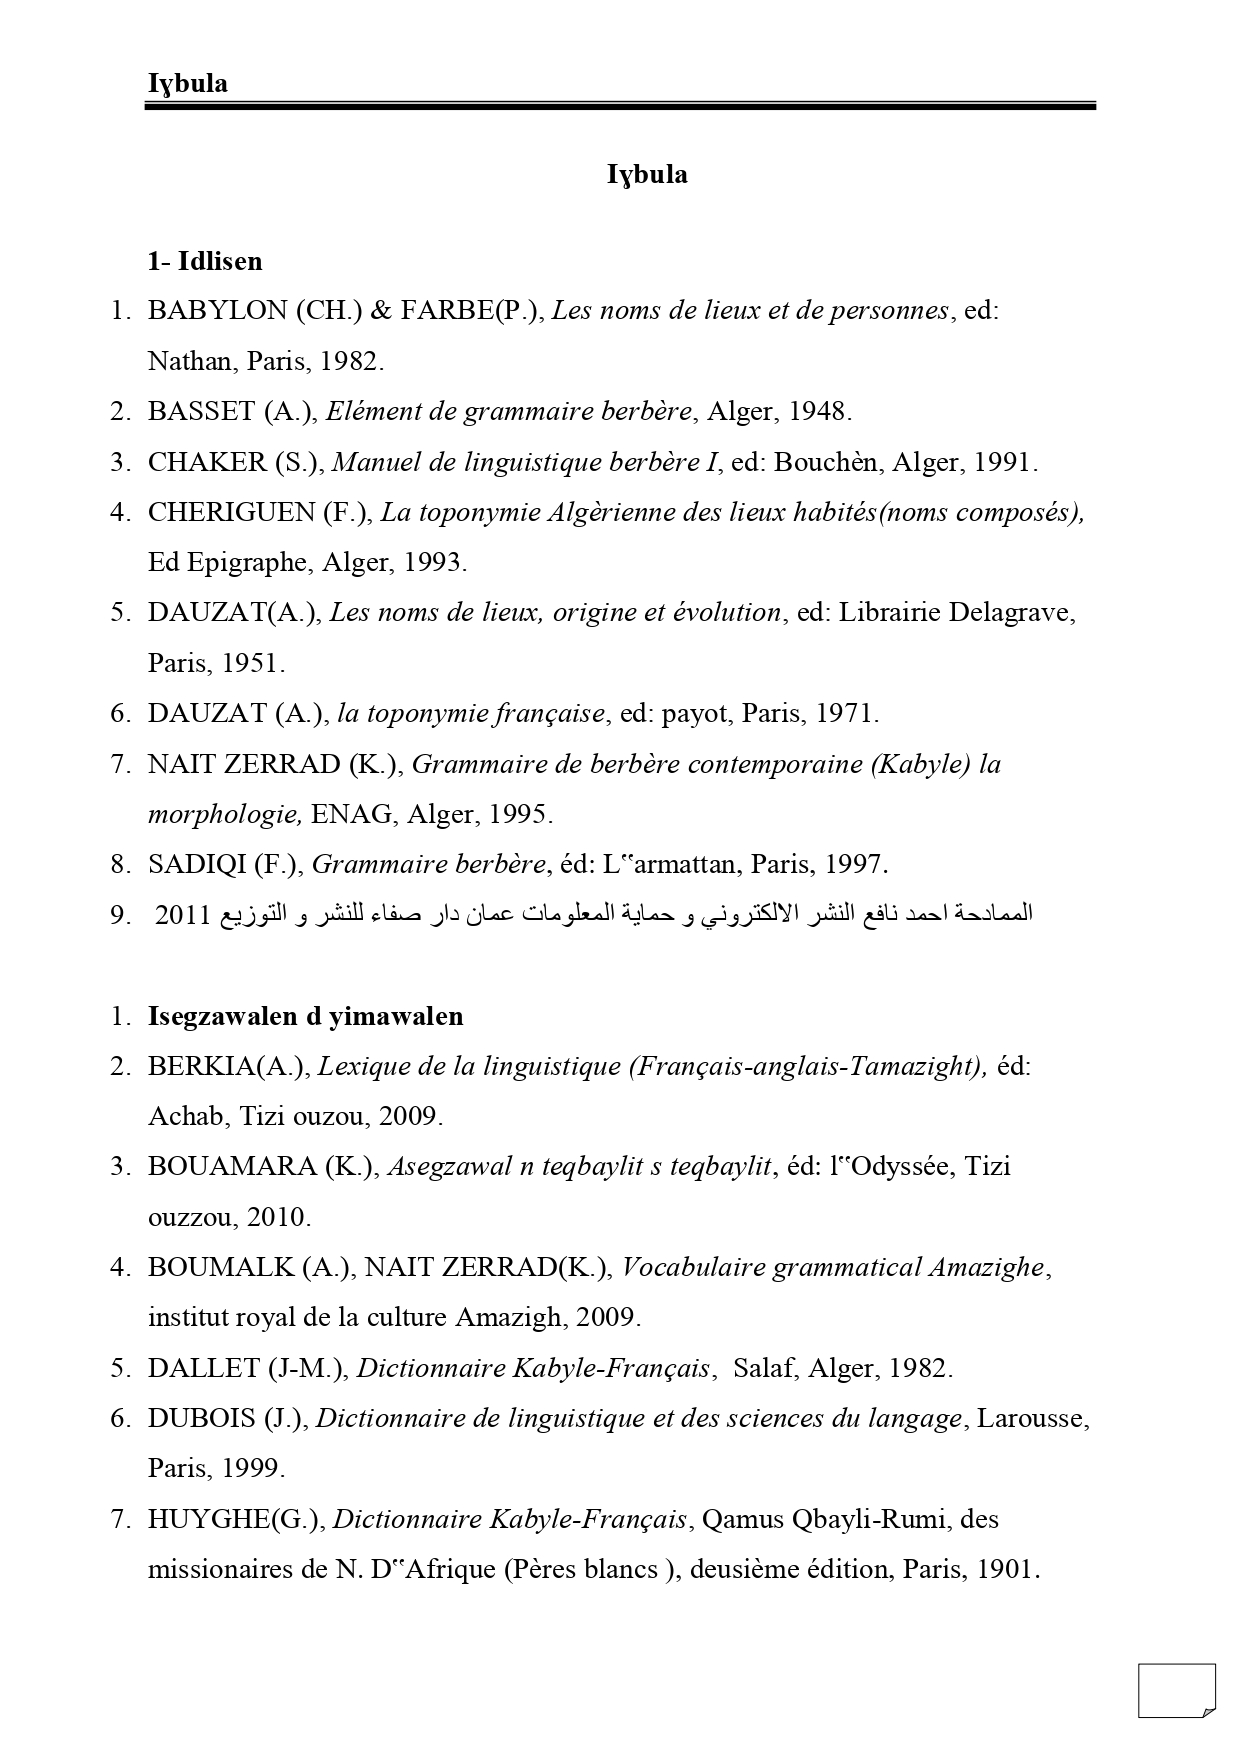 Iɣbula
Iɣbula
1- Idlisen
1. BABYLON (CH.) & FARBE(P.), Les noms de lieux et de personnes, ed:
Nathan, Paris, 1982.
2. BASSET (A.), Elément de grammaire berbère, Alger, 1948.
3. CHAKER (S.), Manuel de linguistique berbère I, ed: Bouchèn, Alger, 1991.
4. CHERIGUEN (F.), La toponymie Algèrienne des lieux habités(noms composés),
Ed Epigraphe, Alger, 1993.
5. DAUZAT(A.), Les noms de lieux, origine et évolution, ed: Librairie Delagrave,
Paris, 1951.
6. DAUZAT (A.), la toponymie française, ed: payot, Paris, 1971.
7. NAIT ZERRAD (K.), Grammaire de berbère contemporaine (Kabyle) la
morphologie, ENAG, Alger, 1995.
8. SADIQI (F.), Grammaire berbère, éd: L‟armattan, Paris, 1997.
9. الممادحة احمد نافع النشر الالكتروني و حماية المعلومات عمان دار صفاء للنشر و التوزيع 2011
1. Isegzawalen d yimawalen
2. BERKIA(A.), Lexique de la linguistique (Français-anglais-Tamazight), éd:
Achab, Tizi ouzou, 2009.
3. BOUAMARA (K.), Asegzawal n teqbaylit s teqbaylit, éd: l‟Odyssée, Tizi
ouzzou, 2010.
4. BOUMALK (A.), NAIT ZERRAD(K.), Vocabulaire grammatical Amazighe,
institut royal de la culture Amazigh, 2009.
5. DALLET (J-M.), Dictionnaire Kabyle-Français, Salaf, Alger, 1982.
6. DUBOIS (J.), Dictionnaire de linguistique et des sciences du langage, Larousse,
Paris, 1999.
7. HUYGHE(G.), Dictionnaire Kabyle-Français, Qamus Qbayli-Rumi, des
missionaires de N. D‟Afrique (Pères blancs ), deusième édition, Paris, 1901.